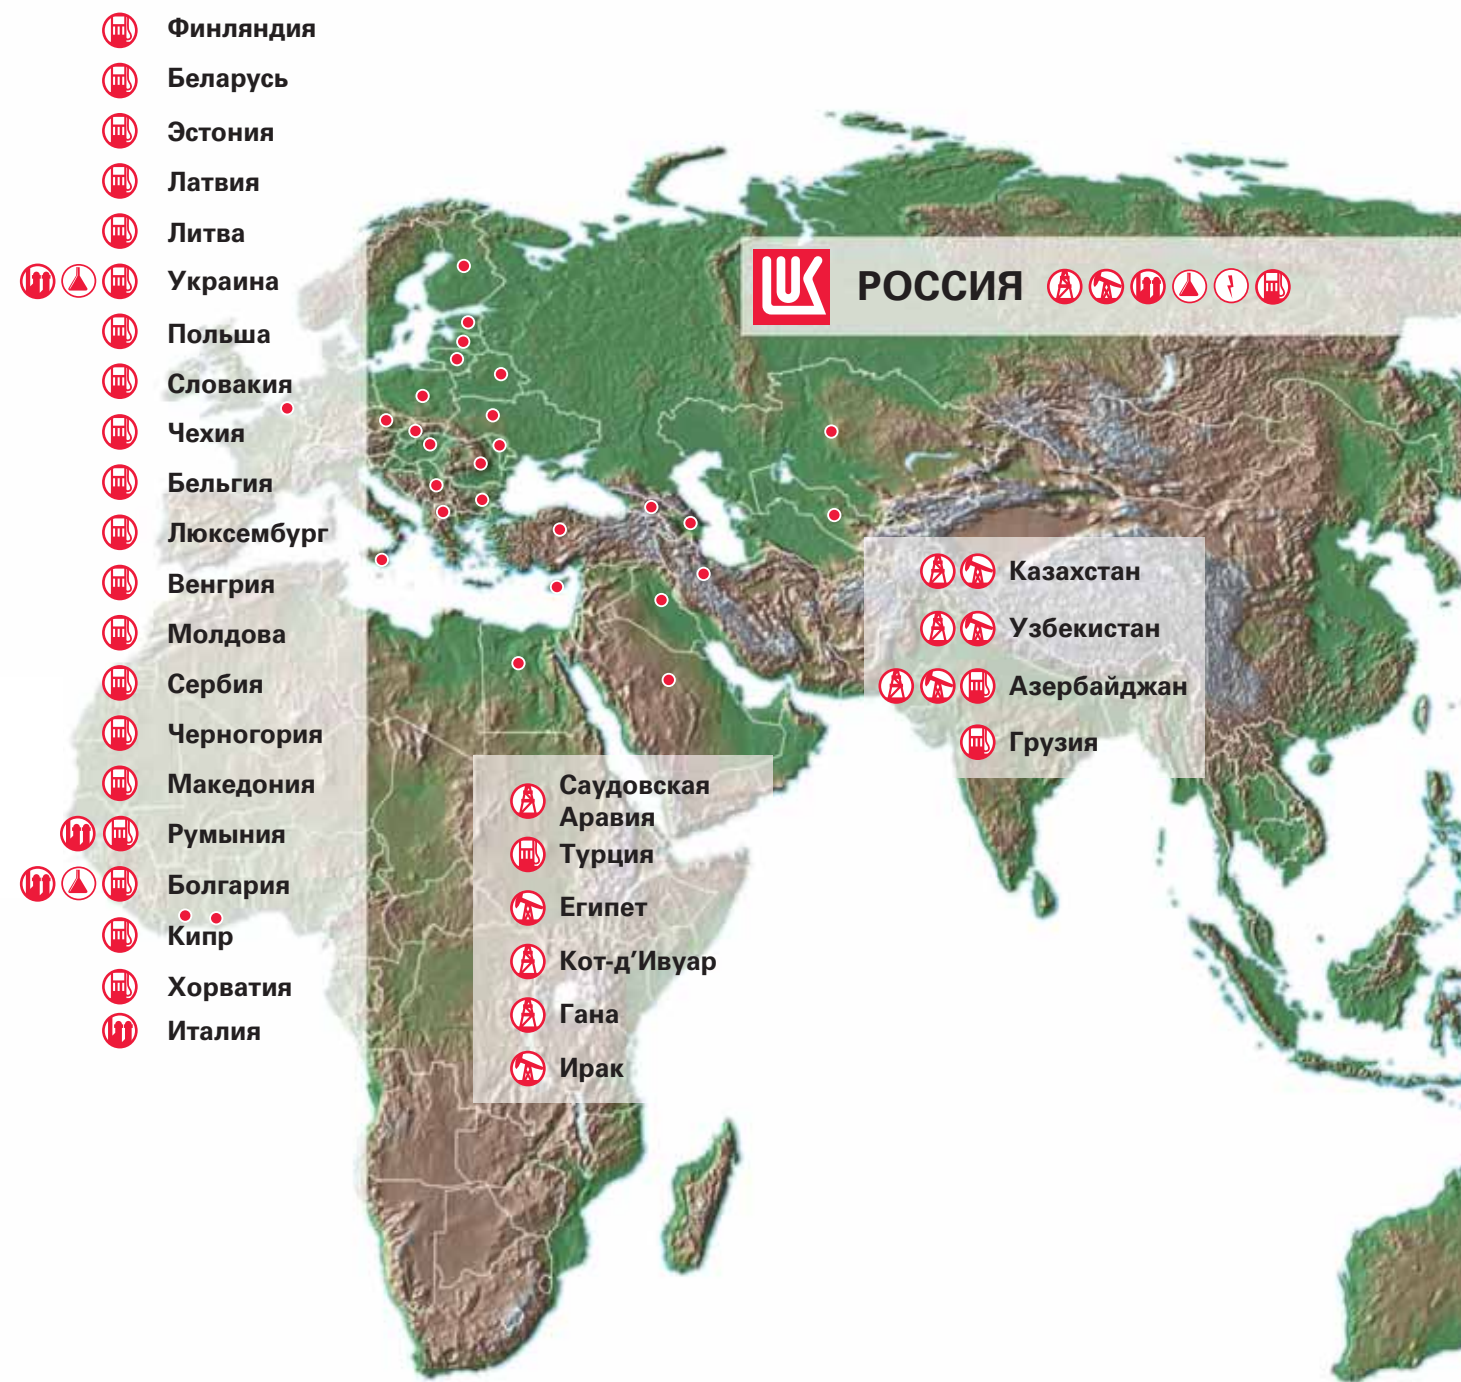 Финляндия
Беларусь
Эстония
Латвия
Литва
Украина
Польша
Словакия
Чехия
Бельгия
Люксембург
Венгрия
Молдова
Сербия
Черногория
Македония
Румыния
Болгария
Кипр
Хорватия
Италия
LUK
РОССИЯ
Казахстан
Узбекистан
Азербайджан
Грузия
Саудовская
Аравия
Турция
Египет
Кот-д’Ивуар
Гана
Ирак